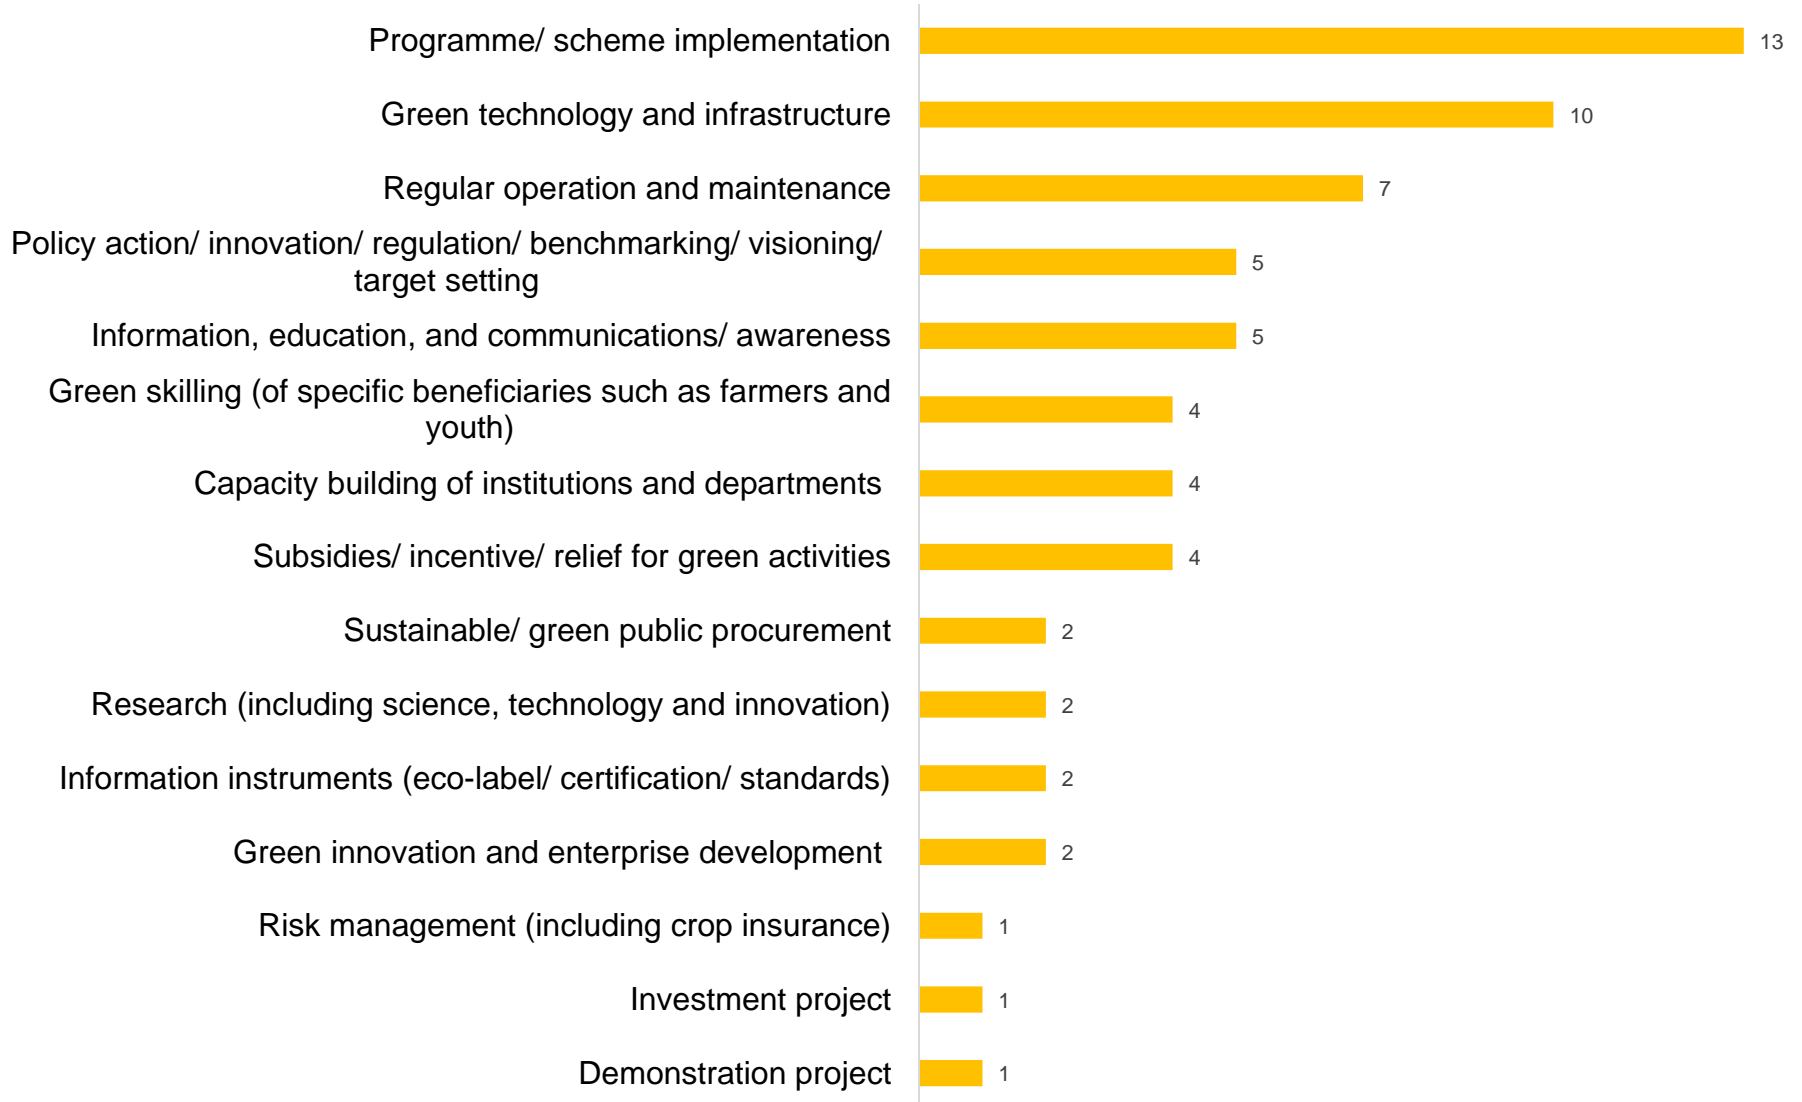 Programme/ scheme implementation 13
Green technology and infrastructure 10
Regular operation and maintenance 7
Policy action/ innovation/ regulation/ benchmarking/ visioning/
target setting 5
Information, education, and communications/ awareness 5
Green skilling (of specific beneficiaries such as farmers and
youth) 4
Capacity building of institutions and departments 4
Subsidies/ incentive/ relief for green activities 4
Sustainable/ green public procurement 2
Research (including science, technology and innovation) 2
Information instruments (eco-label/ certification/ standards) 2
Green innovation and enterprise development 2
Risk management (including crop insurance) 1
Investment project 1
Demonstration project 1